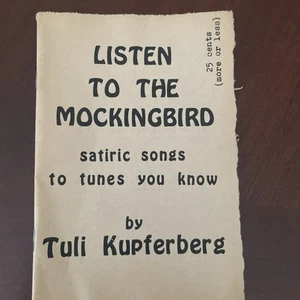 LISTEN
TO THE
MOCKINGBIRD
satiric songs
to tunes you know
by
Tuli Kupferberg
25 cents
(more or less)